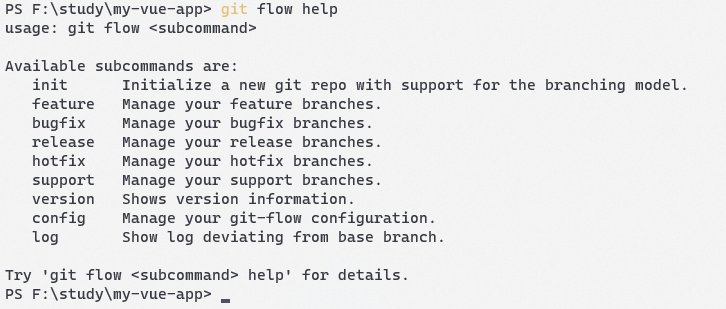 PS F:\study\my-vue-app> git flow help
usage: git flow <subcommand>

Available subcommands are:
   init      Initialize a new git repo with support for the branching model.
   feature   Manage your feature branches.
   bugfix    Manage your bugfix branches.
   release   Manage your release branches.
   hotfix    Manage your hotfix branches.
   support   Manage your support branches.
   version   Shows version information.
   config    Manage your git-flow configuration.
   log       Show log deviating from base branch.

Try 'git flow <subcommand> help' for details.
PS F:\study\my-vue-app>